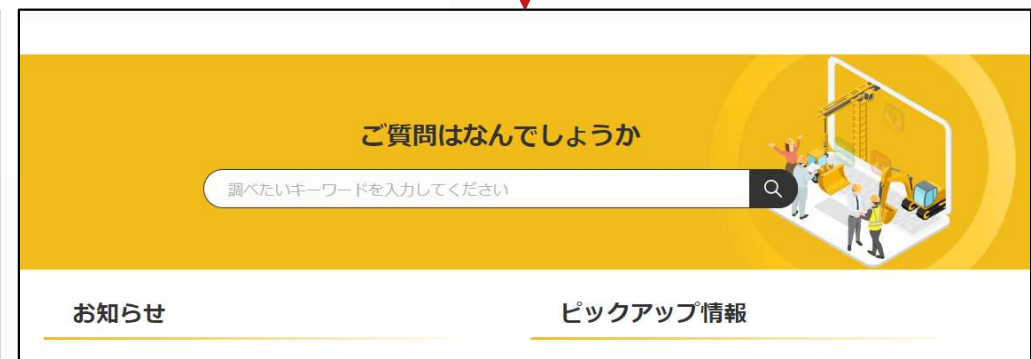 ご質問はなんでしょうか
調べたいキーワードを入力してください
お知らせ
ピックアップ情報